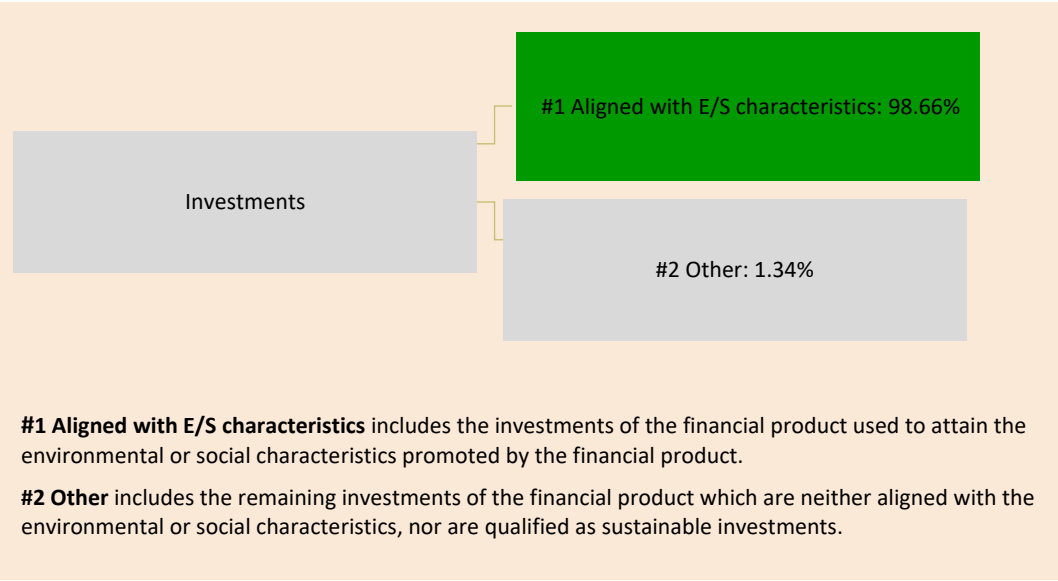 #1 Aligned with E/S characteristics: 98.66%
Investments
#2 Other: 1.34%
#1 Aligned with E/S characteristics includes the investments of the financial product used to attain the
environmental or social characteristics promoted by the financial product.
#2 Other includes the remaining investments of the financial product which are neither aligned with the
environmental or social characteristics, nor are qualified as sustainable investments.